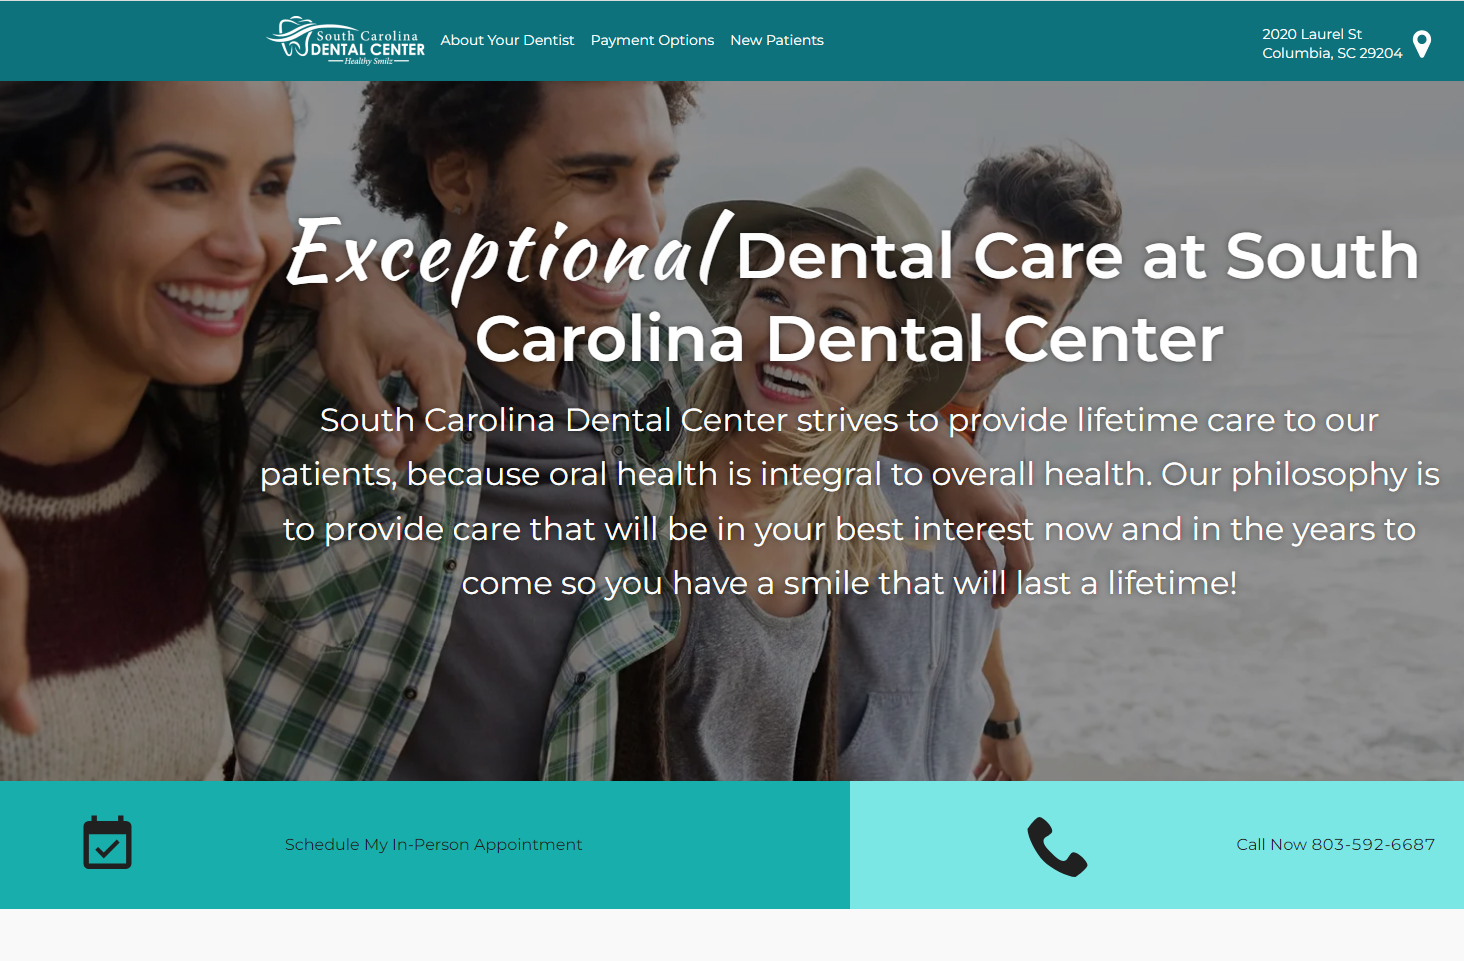 South Carolina
DENTAL CENTER
Healthy Smilz
About Your Dentist
Payment Options
New Patients
2020 Laurel St
Columbia, SC 29204
Exceptional Dental Care at South
Carolina Dental Center
South Carolina Dental Center strives to provide lifetime care to our
patients, because oral health is integral to overall health. Our philosophy is
to provide care that will be in your best interest now and in the years to
come so you have a smile that will last a lifetime!
Schedule My In-Person Appointment
Call Now 803-592-6687